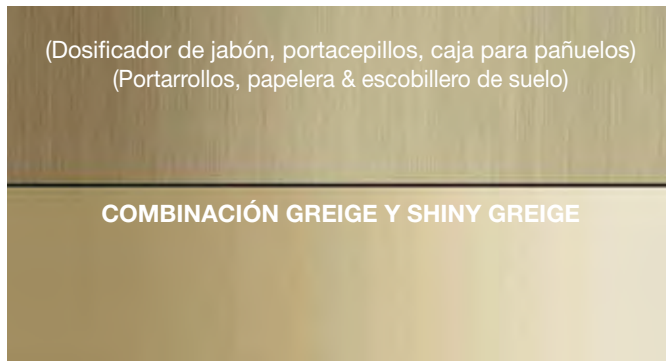 (Dosificador de jabón, portacepillos, caja para pañuelos)
(Portarrollos, papelera & escobillero de suelo)
COMBINACIÓN GREIGE Y SHINY GREIGE